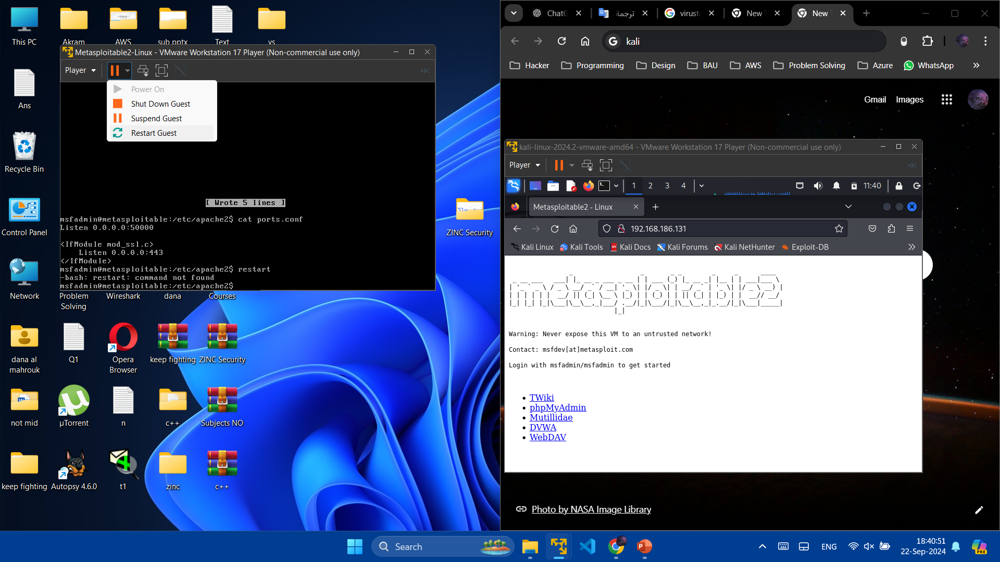 This PC
Akram
AWS
sub pptx
Text
vs
Ans
Recycle Bin
Control Panel
Network
Problem Solving
Wireshark
dana
Courses
ZINC Security
dana al mahrouk
Q1
Opera Browser
keep fighting
ZINC Security
not mid
µTorrent
n
c++
Subjects NO
keep fighting
Autopsy 4.6.0
t1
zinc
c++
Metasploitable2-Linux - VMware Workstation 17 Player (Non-commercial use only)
Player
Power On
Shut Down Guest
Suspend Guest
Restart Guest
[ Wrote 5 lines ]
msfadmin@metasploitable:/etc/apache2$ cat ports.conf
Listen 0.0.0.0:50000
<IfModule mod_ssl.c>
Listen 0.0.0.0:443
</IfModule>
msfadmin@metasploitable:/etc/apache2$ restart
-bash: restart: command not found
msfadmin@metasploitable:/etc/apache2$
ChatG
ترجمة
virust
New
New
kali
Hacker
Programming
Design
BAU
AWS
Problem Solving
Azure
WhatsApp
Gmail Images
kali-linux-2024.2-vmware-amd64 - VMware Workstation 17 Player (Non-commercial use only)
Player
1 2 3 4
11:40
Metasploitable2 - Linux
192.168.186.131
Kali Linux
Kali Tools
Kali Docs
Kali Forums
Kali NetHunter
Exploit-DB
metasploitable2
Warning: Never expose this VM to an untrusted network!
Contact: msfdev[at]metasploit.com
Login with msfadmin/msfadmin to get started
TWiki
phpMyAdmin
Mutillidae
DVWA
WebDAV
Photo by NASA Image Library
Search
ENG
18:40:51
22-Sep-2024
PRE